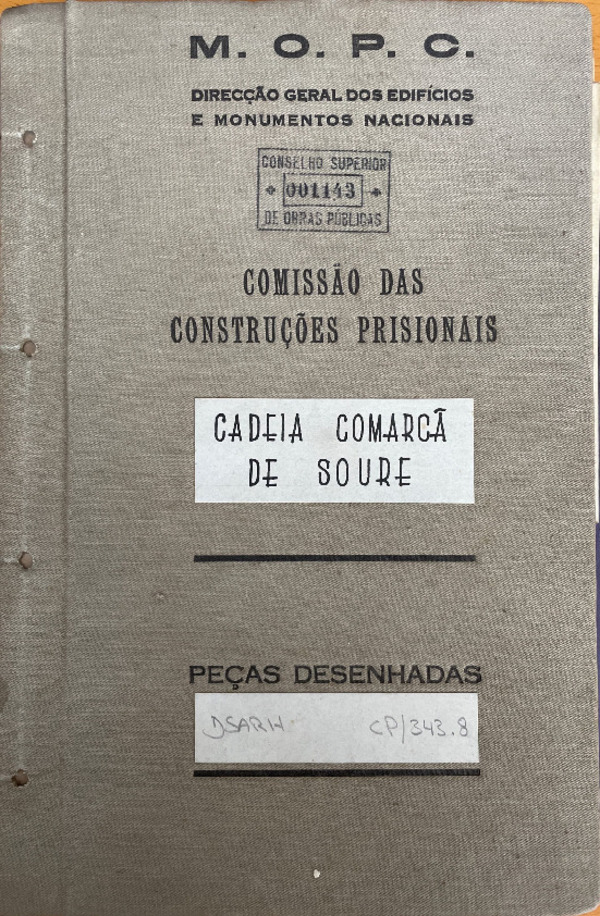 M. O. P. C.
DIRECÇÃO GERAL DOS EDIFÍCIOS
E MONUMENTOS NACIONAIS
CONSELHO SUPERIOR
001143
DE OBRAS PÚBLICAS
COMISSÃO DAS
CONSTRUÇÕES PRISIONAIS
CADEIA COMARCÃ
DE SOURE
PEÇAS DESENHADAS
DSARH CP/343.8